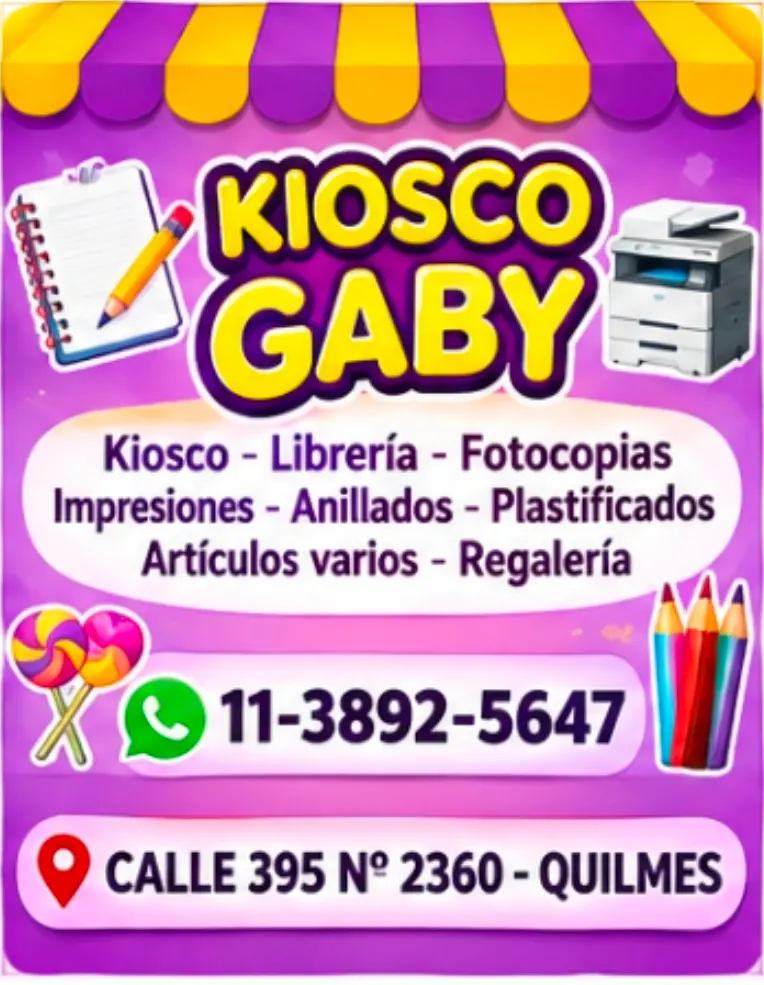 KIOSCO
GABY
Kiosco - Librería - Fotocopias
Impresiones - Anillados - Plastificados
Artículos varios - Regalería
11-3892-5647
CALLE 395 Nº 2360 - QUILMES